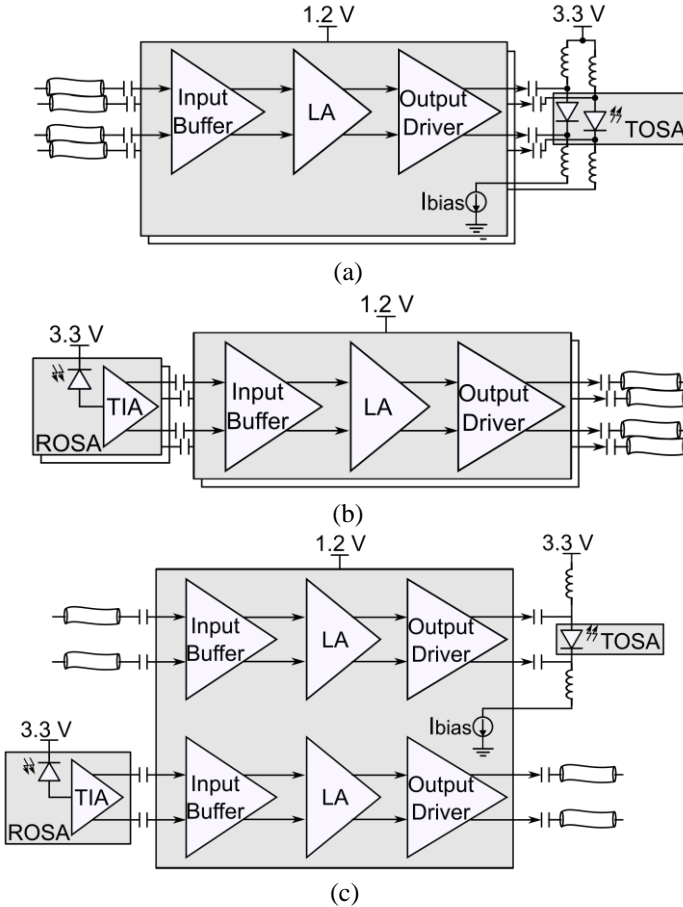 1.2 V
3.3 V
Input
Buffer
LA
Output
Driver
TOSA
Ibias
(a)
1.2 V
3.3 V
TIA
ROSA
Input
Buffer
LA
Output
Driver
(b)
1.2 V
3.3 V
Input
Buffer
LA
Output
Driver
TOSA
Ibias
3.3 V
TIA
ROSA
Input
Buffer
LA
Output
Driver
(c)